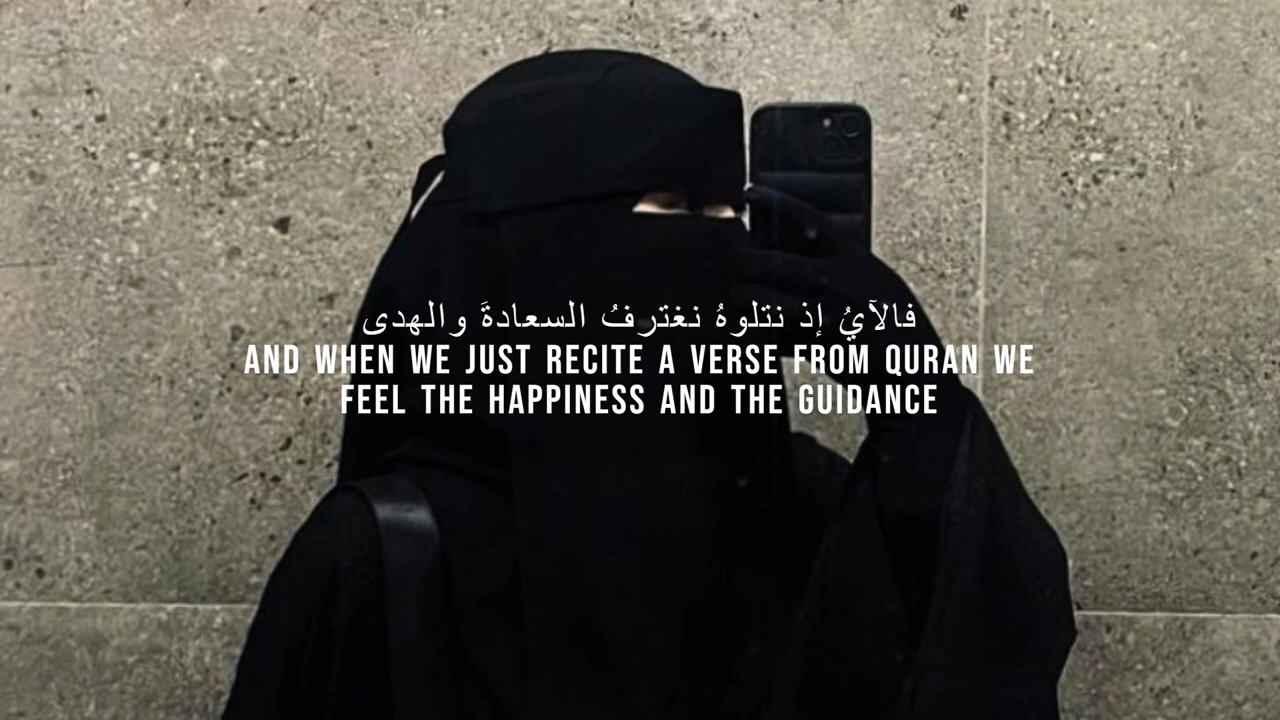 فالآيُ إذ نتلوهُ نغترفُ السعادةَ والهدى
AND WHEN WE JUST RECITE A VERSE FROM QURAN WE
FEEL THE HAPPINESS AND THE GUIDANCE